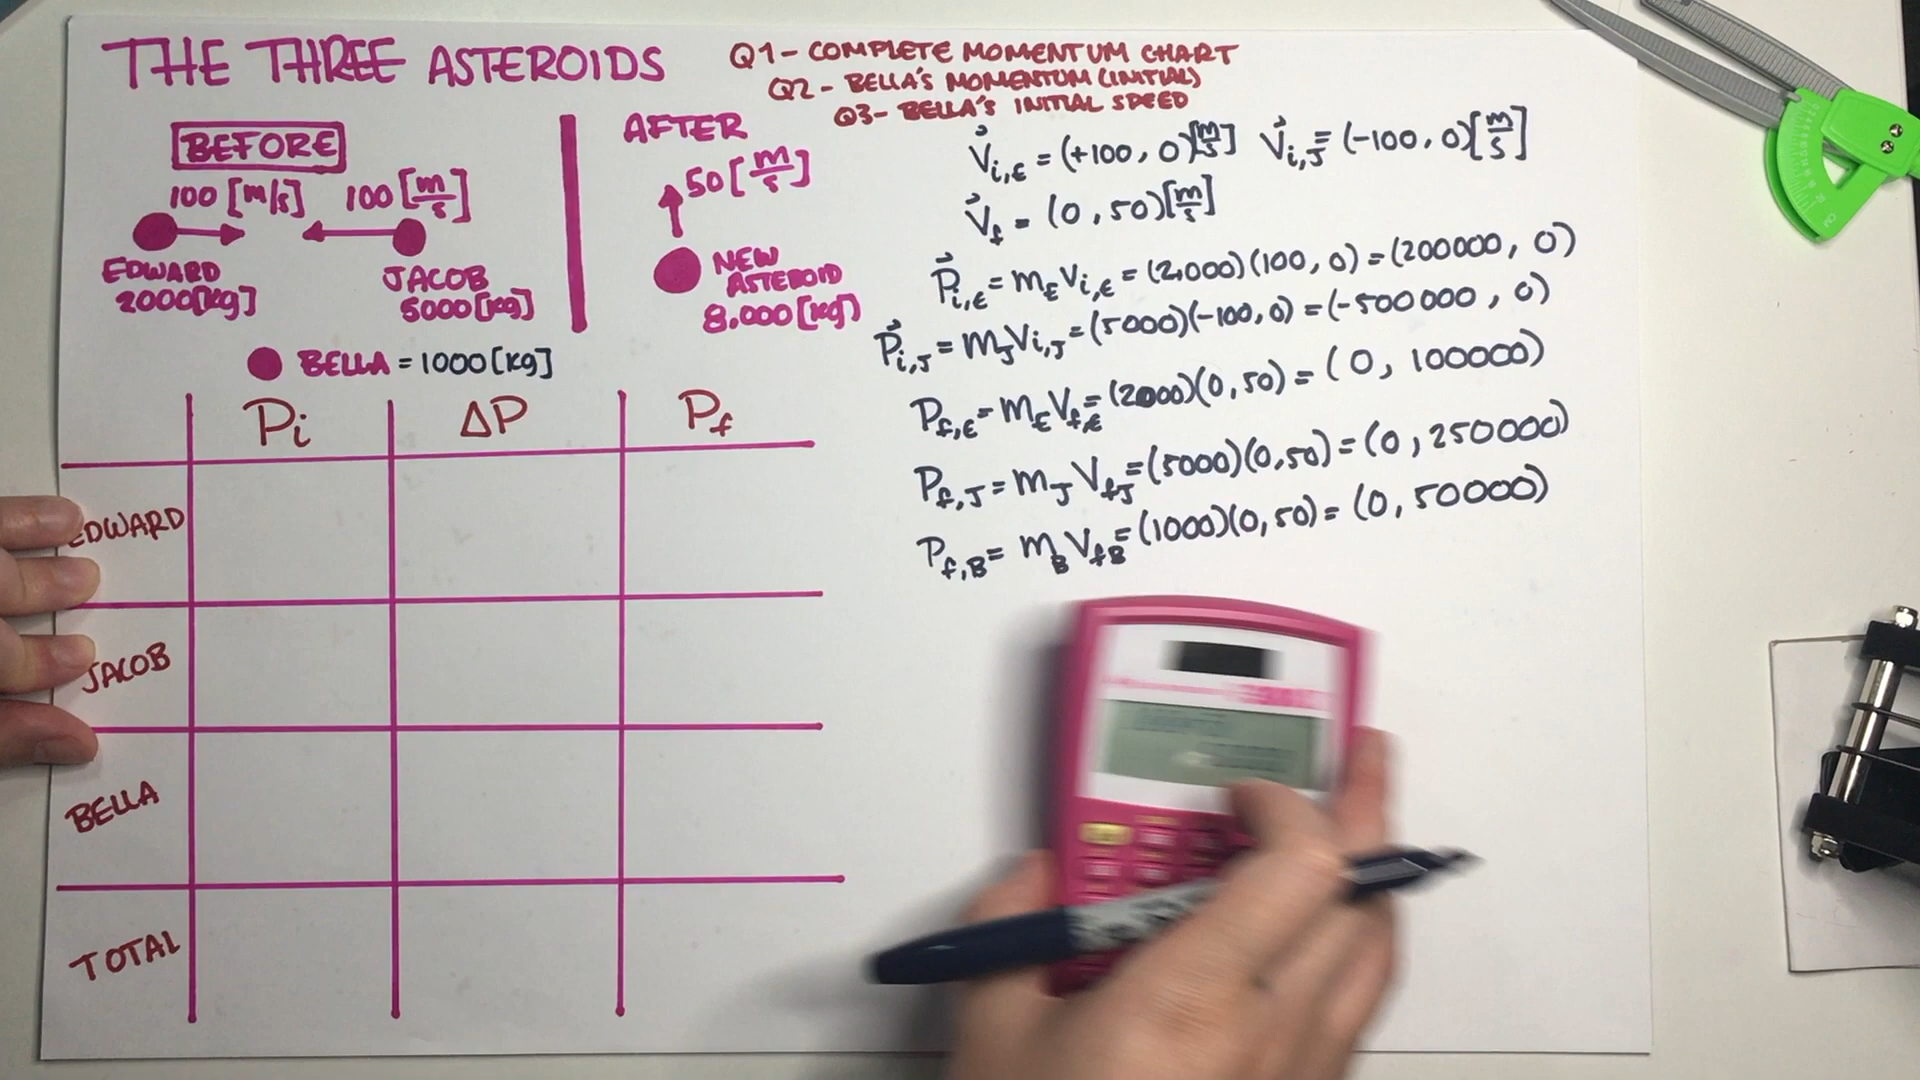 THE THREE ASTEROIDS
Q1- COMPLETE MOMENTUM CHART
Q2- BELLA'S MOMENTUM (INITIAL)
Q3- BELLA'S INITIAL SPEED
BEFORE
100 [m/s]
100 [m/s]
EDWARD
2000[kg]
JACOB
5000[kg]
BELLA = 1000[kg]
AFTER
50[m/s]
NEW
ASTEROID
8,000[kg]
V⃗i,E = (+100, 0)[m/s] V⃗i,J = (-100, 0)[m/s]
V⃗f = (0, 50)[m/s]
P⃗i,E = mEVi,E = (2,000)(100, 0) = (200000, 0)
P⃗i,J = mJVi,J = (5000)(-100, 0) = (-500000, 0)
Pf,E = mEVf,E = (2000)(0, 50) = (0, 100000)
Pf,J = mJVfJ = (5000)(0, 50) = (0, 250000)
Pf,B = mBVfB = (1000)(0, 50) = (0, 50000)
Pi ΔP Pf
EDWARD
JACOB
BELLA
TOTAL